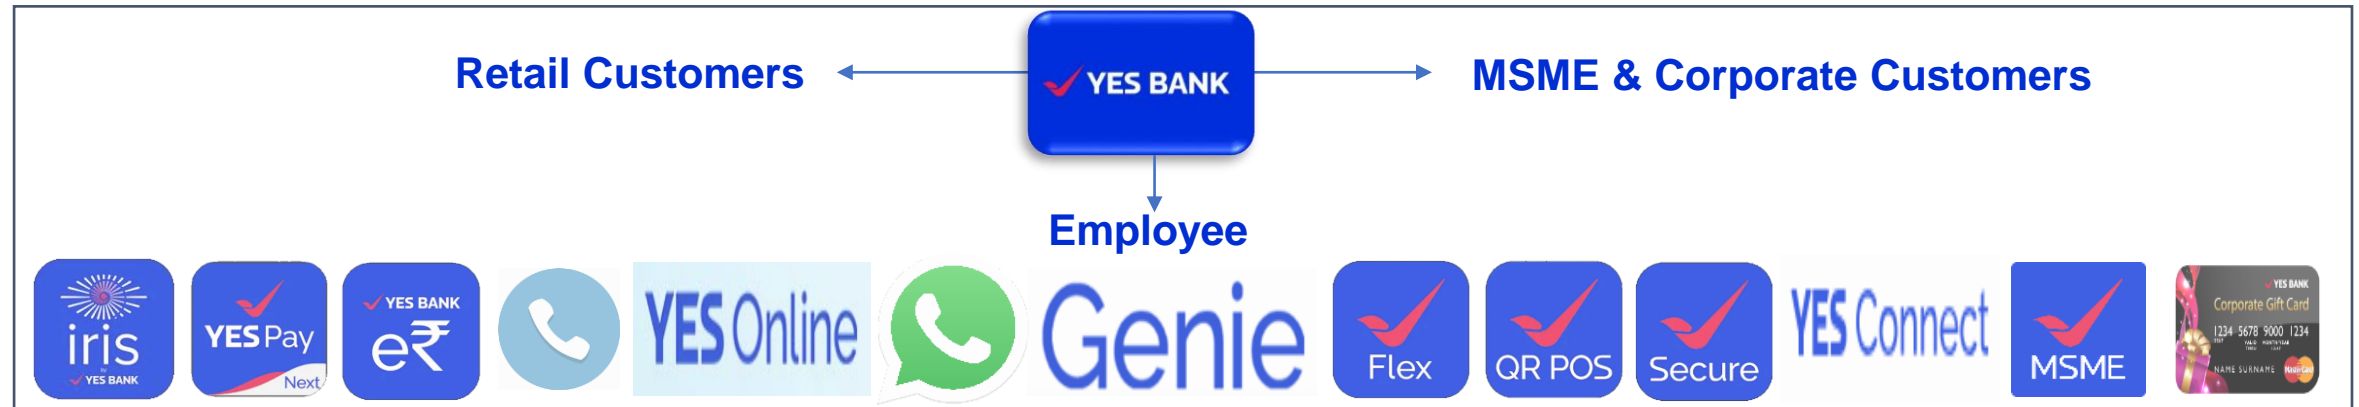 Retail Customers
YES BANK
MSME & Corporate Customers
Employee
iris
by
YES BANK
YES Pay
Next
YES BANK
e₹
YES Online
Genie
Flex
QR POS
Secure
YES Connect
MSME
YES BANK
Corporate Gift Card
1234 5678 9000 1234
NAME SURNAME